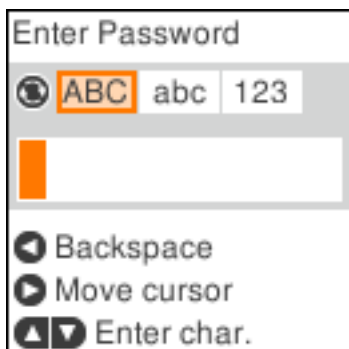 Enter Password
ABC abc 123
Backspace
Move cursor
Enter char.